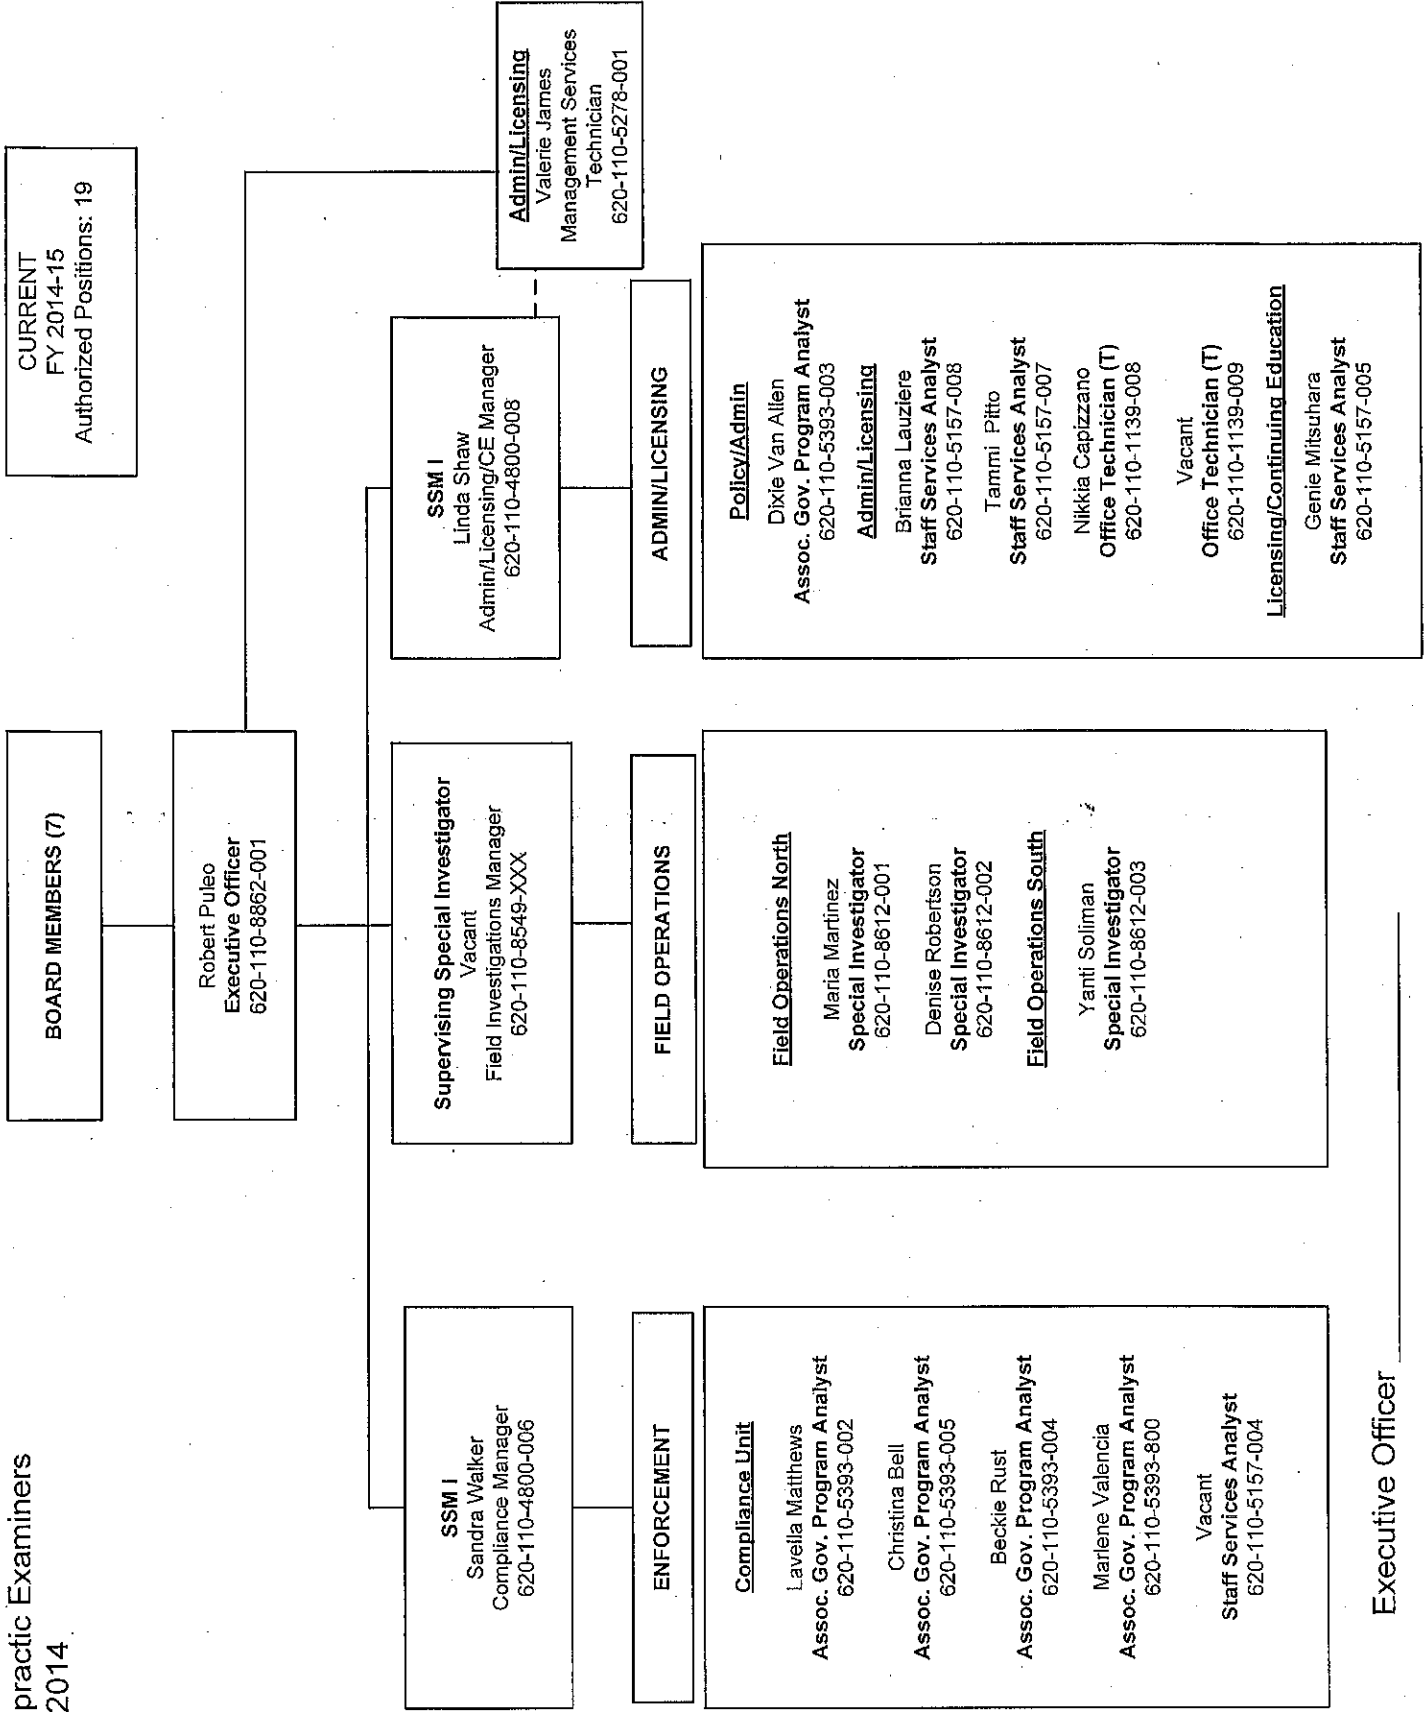 practic Examiners
2014
CURRENT
FY 2014-15
Authorized Positions: 19
BOARD MEMBERS (7)
Robert Puleo
Executive Officer
620-110-8862-001
Admin/Licensing
Valerie James
Management Services
Technician
620-110-5278-001
SSM I
Sandra Walker
Compliance Manager
620-110-4800-006
Supervising Special Investigator
Vacant
Field Investigations Manager
620-110-8549-XXX
SSM I
Linda Shaw
Admin/Licensing/CE Manager
620-110-4800-008
ENFORCEMENT
FIELD OPERATIONS
ADMIN/LICENSING
Compliance Unit
Lavella Matthews
Assoc. Gov. Program Analyst
620-110-5393-002
Christina Bell
Assoc. Gov. Program Analyst
620-110-5393-005
Beckie Rust
Assoc. Gov. Program Analyst
620-110-5393-004
Marlene Valencia
Assoc. Gov. Program Analyst
620-110-5393-800
Vacant
Staff Services Analyst
620-110-5157-004
Field Operations North
Maria Martinez
Special Investigator
620-110-8612-001
Denise Robertson
Special Investigator
620-110-8612-002
Field Operations South
Yanti Soliman
Special Investigator
620-110-8612-003
Policy/Admin
Dixie Van Allen
Assoc. Gov. Program Analyst
620-110-5393-003
Admin/Licensing
Brianna Lauziere
Staff Services Analyst
620-110-5157-008
Tammi Pitto
Staff Services Analyst
620-110-5157-007
Nikkia Capizzano
Office Technician (T)
620-110-1139-008
Vacant
Office Technician (T)
620-110-1139-009
Licensing/Continuing Education
Genie Mitsuhara
Staff Services Analyst
620-110-5157-005
Executive Officer